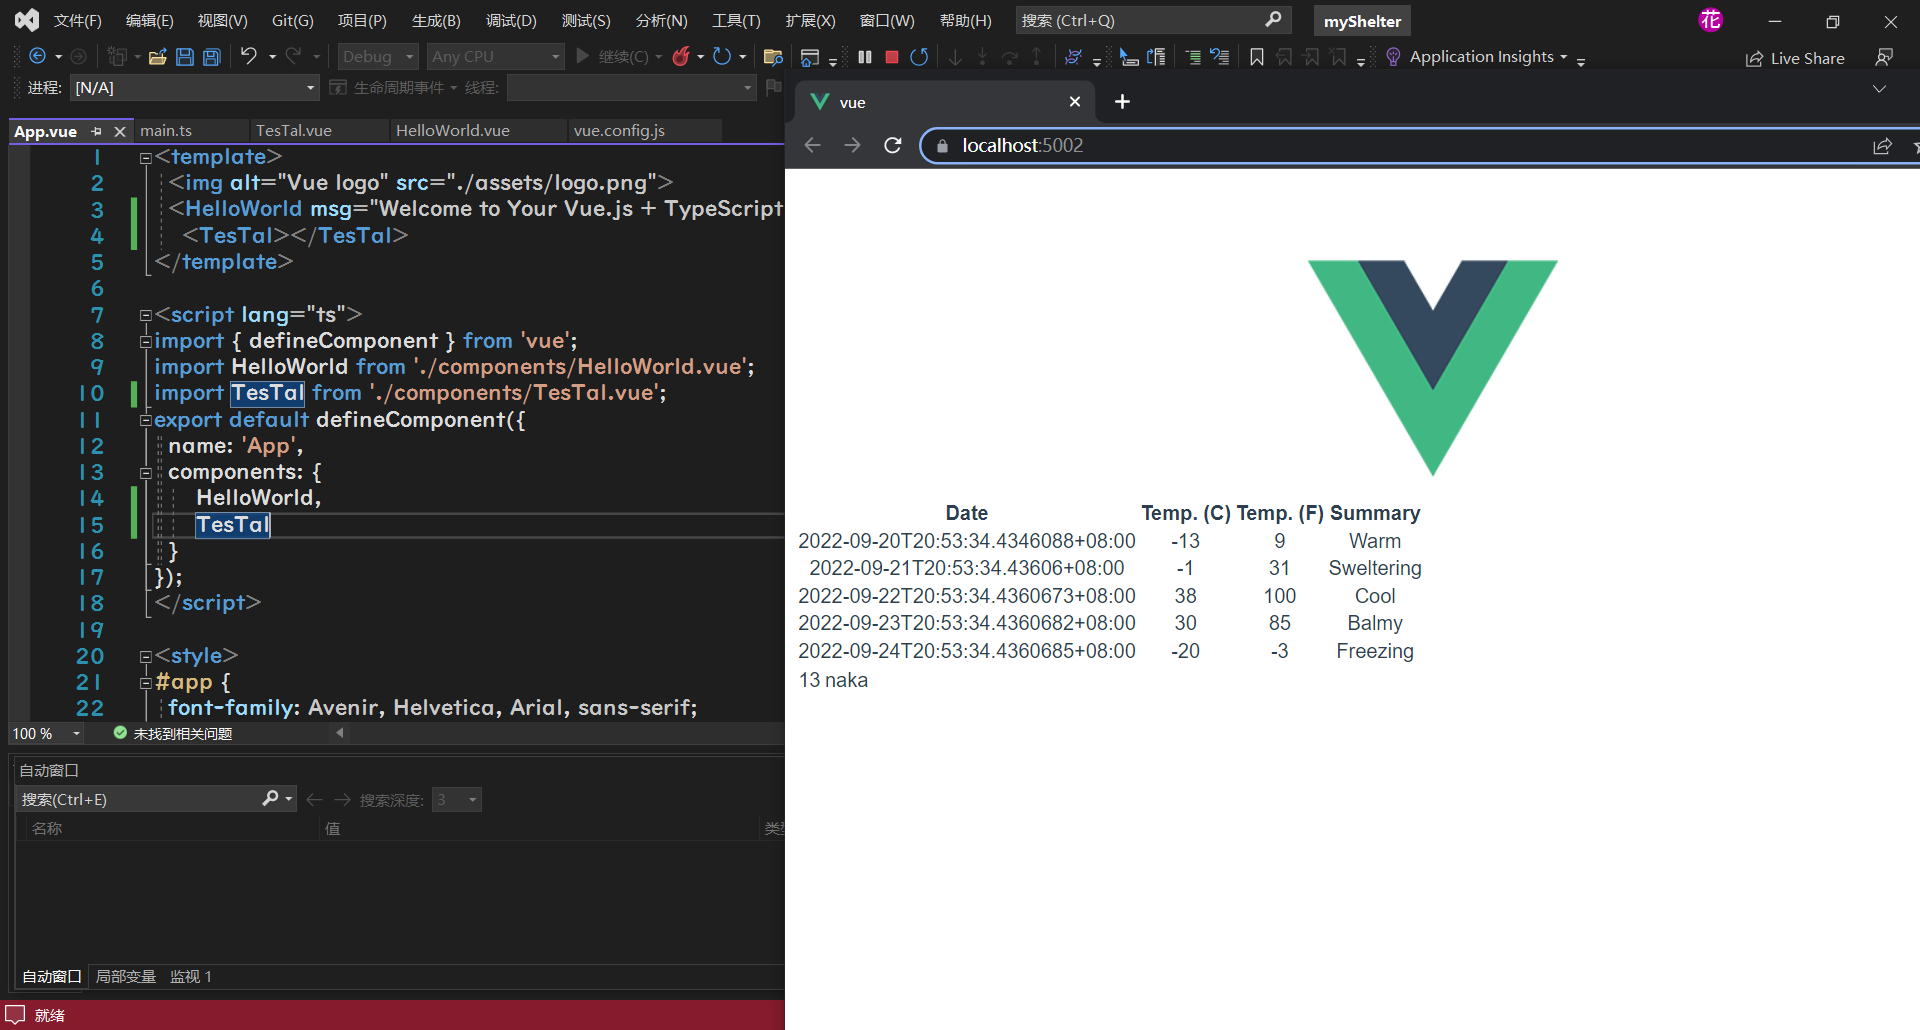 文件(F) 编辑(E) 视图(V) Git(G) 项目(P) 生成(B) 调试(D) 测试(S) 分析(N) 工具(T) 扩展(X) 窗口(W) 帮助(H) 搜索 (Ctrl+Q) myShelter 花
Debug Any CPU 继续(C) Application Insights Live Share
进程: [N/A] 生命周期事件 线程:
App.vue main.ts TesTal.vue HelloWorld.vue vue.config.js
1 <template>
2 <img alt="Vue logo" src="./assets/logo.png">
3 <HelloWorld msg="Welcome to Your Vue.js + TypeScript
4 <TesTal></TesTal>
5 </template>
6
7 <script lang="ts">
8 import { defineComponent } from 'vue';
9 import HelloWorld from './components/HelloWorld.vue';
10 import TesTal from './components/TesTal.vue';
11 export default defineComponent({
12 name: 'App',
13 components: {
14 HelloWorld,
15 TesTal
16 }
17 });
18 </script>
19
20 <style>
21 #app {
22 font-family: Avenir, Helvetica, Arial, sans-serif;
100 % 未找到相关问题
自动窗口
搜索(Ctrl+E) 搜索深度: 3
名称 值 类型
自动窗口 局部变量 监视 1
就绪
vue
localhost:5002
Date Temp. (C) Temp. (F) Summary
2022-09-20T20:53:34.4346088+08:00 -13 9 Warm
2022-09-21T20:53:34.43606+08:00 -1 31 Sweltering
2022-09-22T20:53:34.4360673+08:00 38 100 Cool
2022-09-23T20:53:34.4360682+08:00 30 85 Balmy
2022-09-24T20:53:34.4360685+08:00 -20 -3 Freezing
13 naka